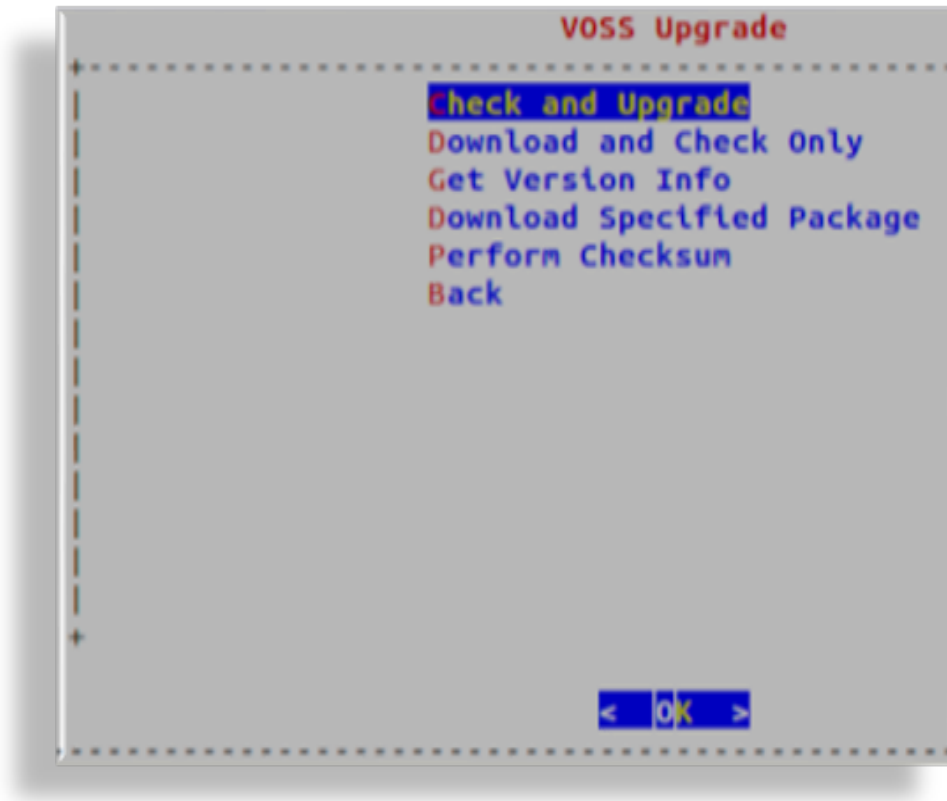 VOSS Upgrade
Check and Upgrade
Download and Check Only
Get Version Info
Download Specified Package
Perform Checksum
Back
< OK >